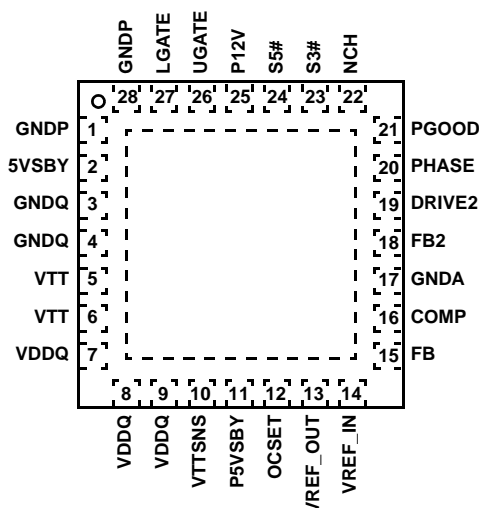 GNDP
LGATE
UGATE
P12V
S5#
S3#
NCH
28 27 26 25 24 23 22
GNDP 1
5VSBY 2
GNDQ 3
GNDQ 4
VTT 5
VTT 6
VDDQ 7
21 PGOOD
20 PHASE
19 DRIVE2
18 FB2
17 GNDA
16 COMP
15 FB
8 9 10 11 12 13 14
VDDQ
VDDQ
VTTSNS
P5VSBY
OCSET
VREF_OUT
VREF_IN